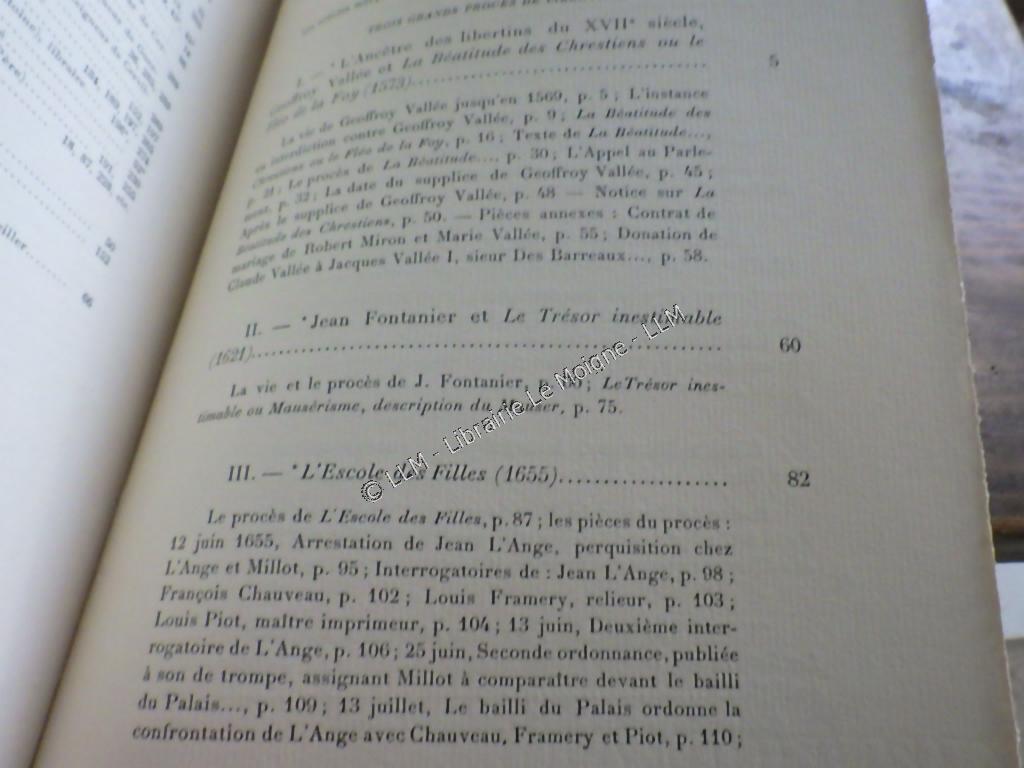 TROIS GRANDS PROCÈS DE
I. — *L'Ancêtre des libertins du XVIIe siècle,
Geoffroy Vallée et La Béatitude des Chrestiens ou le
Fléo de la Foy (1573)........ 5
La vie de Geoffroy Vallée jusqu'en 1569, p. 5 ; L'instance
en interdiction contre Geoffroy Vallée, p. 9 ; La Béatitude des
Chrestiens ou le Fléo de la Foy, p. 16 ; Texte de La Béatitude...,
p. 21 ; Le procès de La Béatitude..., p. 30 ; L'Appel au Parle-
ment, p. 32 ; La date du supplice de Geoffroy Vallée, p. 45 ;
Après le supplice de Geoffroy Vallée, p. 48 — Notice sur La
Béatitude des Chrestiens, p. 50. — Pièces annexes : Contrat de
mariage de Robert Miron et Marie Vallée, p. 55 ; Donation de
Claude Vallée à Jacques Vallée I, sieur Des Barreaux..., p. 58.
II. — *Jean Fontanier et Le Trésor inestimable
(1621)........ 60
La vie et le procès de J. Fontanier, p. ; Le Trésor ines-
timable ou Mausérisme, description du Mauser, p. 75.
III. — *L'Escole des Filles (1655)........ 82
Le procès de L'Escole des Filles, p. 87 ; les pièces du procès :
12 juin 1655, Arrestation de Jean L'Ange, perquisition chez
L'Ange et Millot, p. 95 ; Interrogatoires de : Jean L'Ange, p. 98 ;
François Chauveau, p. 102 ; Louis Framery, relieur, p. 103 ;
Louis Piot, maître imprimeur, p. 104 ; 13 juin, Deuxième inter-
rogatoire de L'Ange, p. 106 ; 25 juin, Seconde ordonnance, publiée
à son de trompe, assignant Millot à comparaître devant le bailli
du Palais..., p. 109 ; 13 juillet, Le bailli du Palais ordonne la
confrontation de L'Ange avec Chauveau, Framery et Piot, p. 110 ;
© LLM - Librairie Le Moigne - LLM
libraire
50
153
66